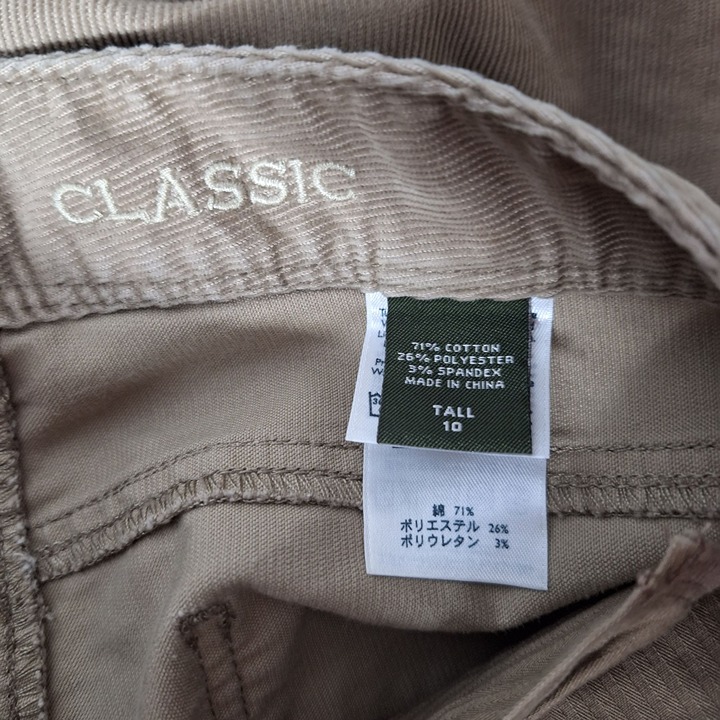 CLASSIC
71% COTTON
26% POLYESTER
3% SPANDEX
MADE IN CHINA
TALL
10
綿 71%
ポリエステル 26%
ポリウレタン 3%